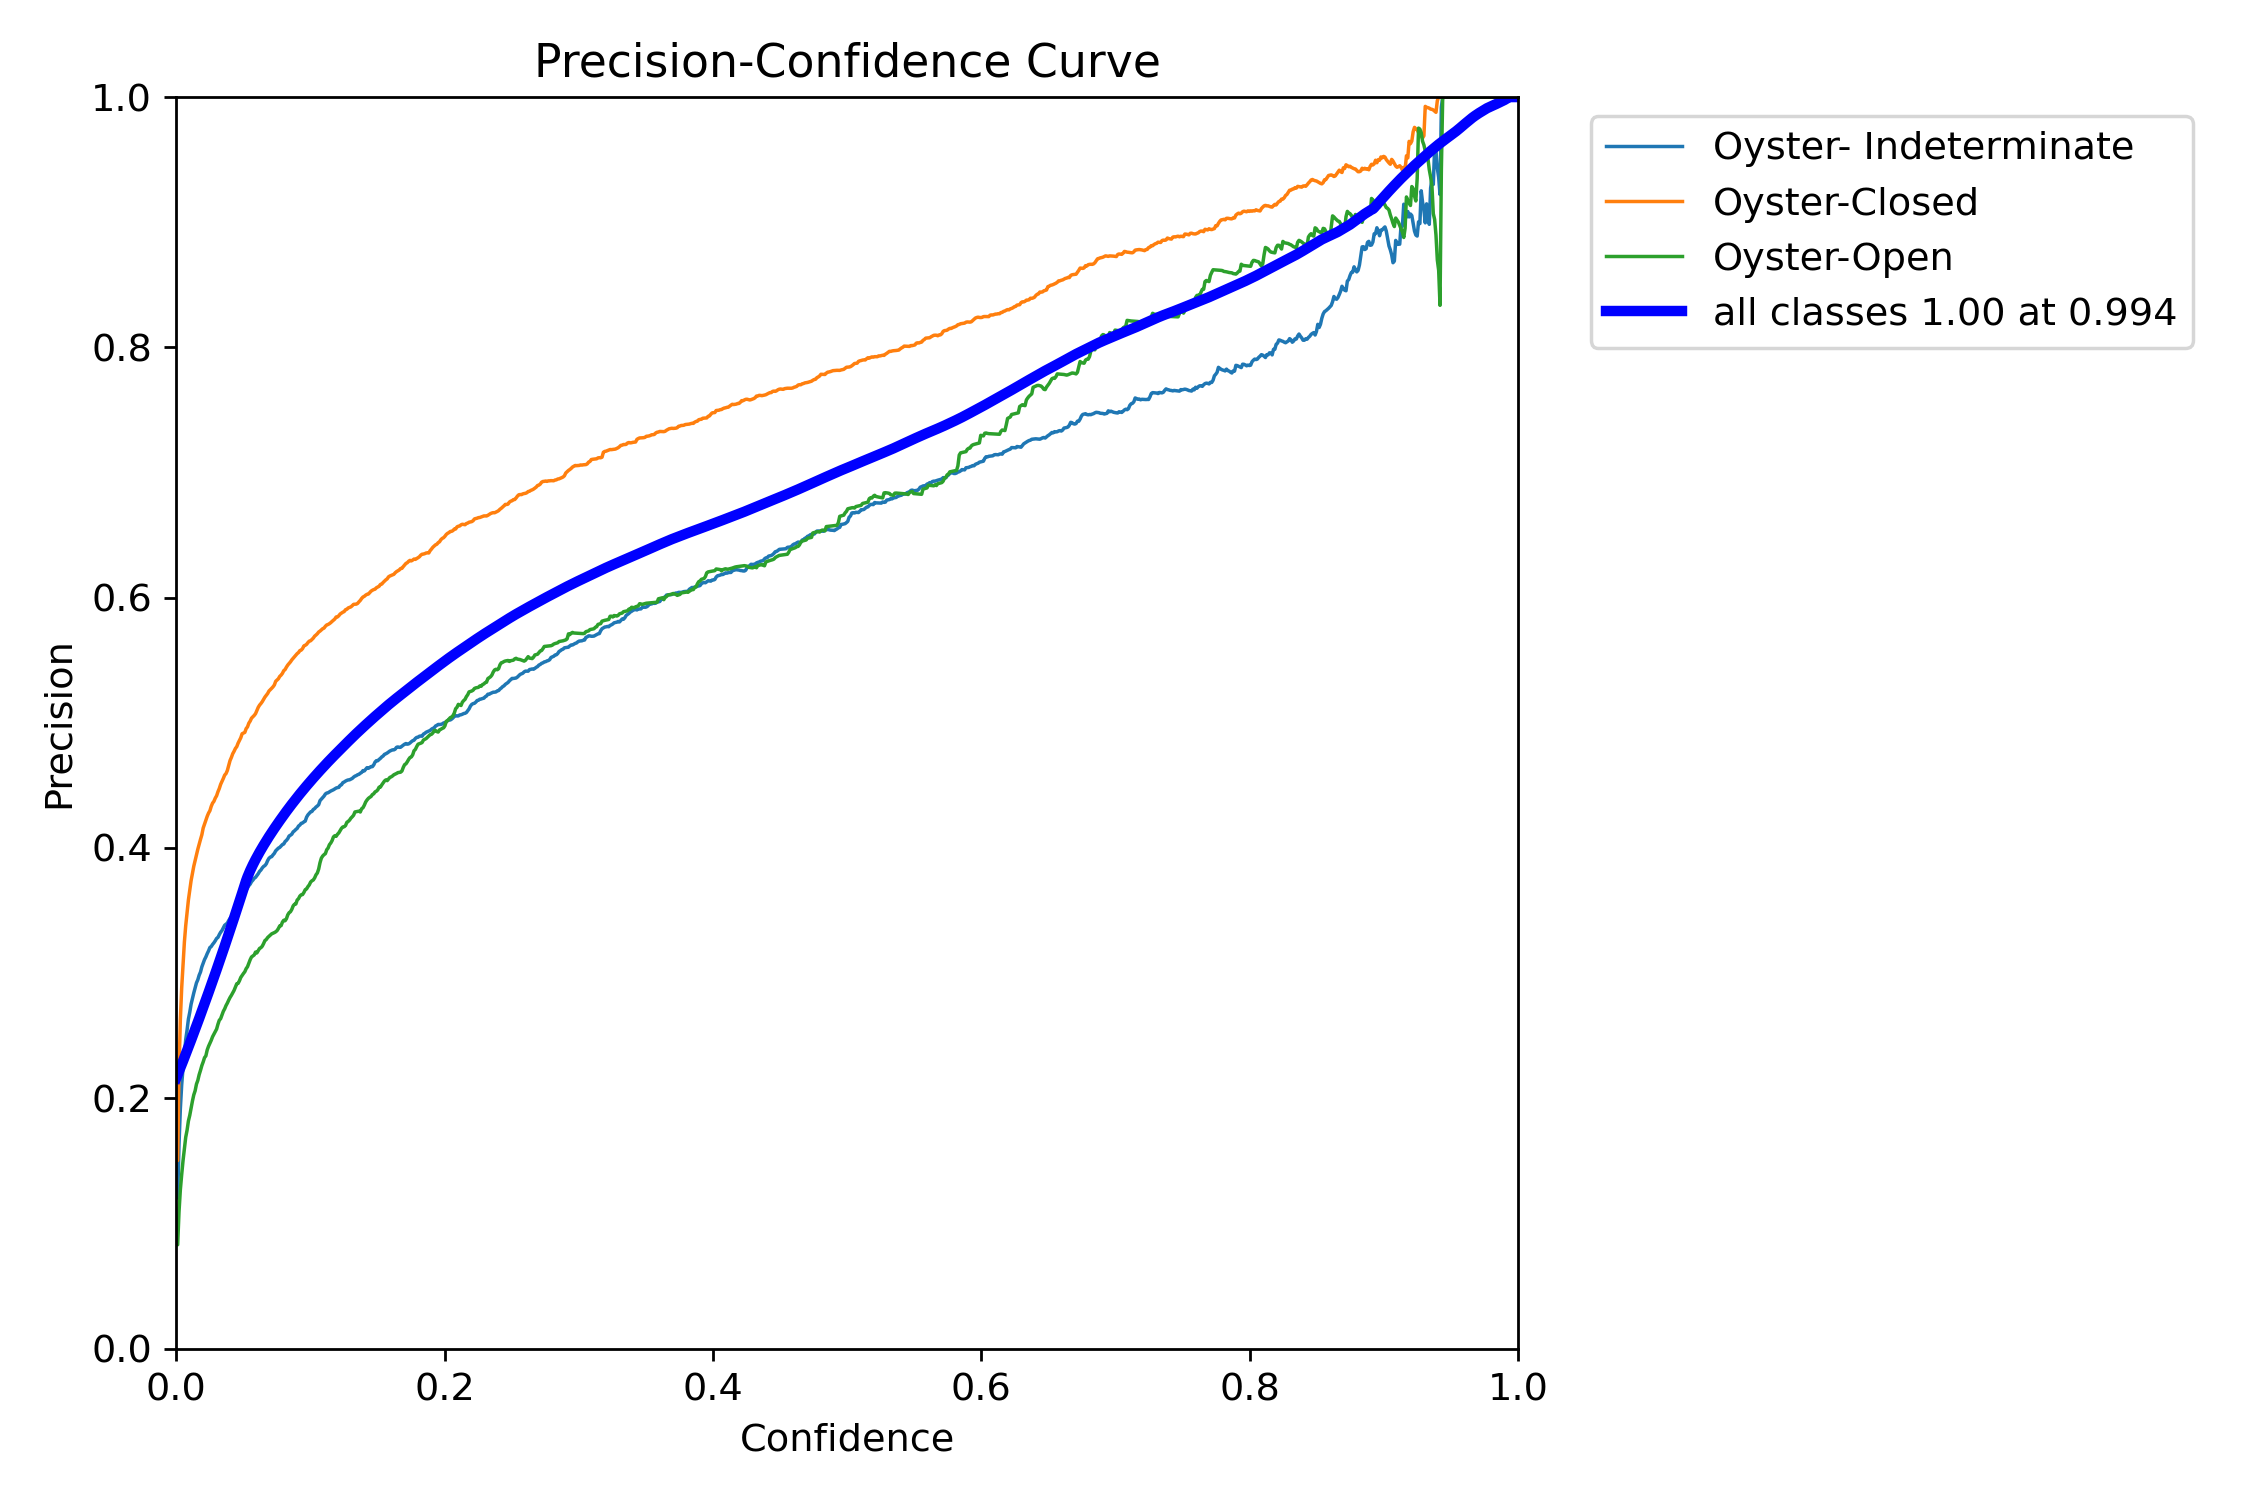 Precision-Confidence Curve
1.0
0.8
0.6
0.4
0.2
0.0
Precision
0.0 0.2 0.4 0.6 0.8 1.0
Confidence
Oyster- Indeterminate
Oyster-Closed
Oyster-Open
all classes 1.00 at 0.994